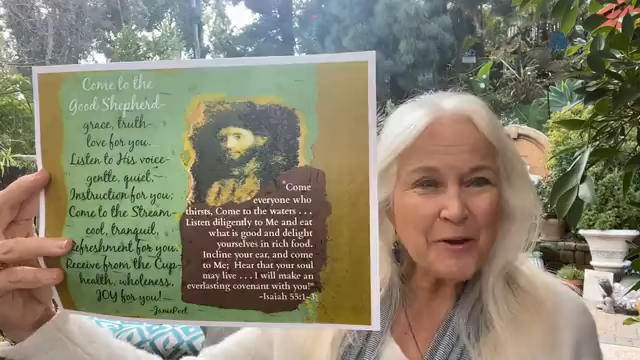 Come to the
Good Shepherd–
grace, truth–
love for you.
Listen to His voice–
gentle, quiet,
Instruction for you;
Come to the Stream–
cool, tranquil,
Refreshment for you.
Receive from the Cup–
health, wholeness,
JOY for you!
"Come
everyone who
thirsts, Come to the waters . . .
Listen diligently to Me and eat
what is good and delight
yourselves in rich food.
Incline your ear, and come
to Me; Hear that your soul
may live . . . I will make an
everlasting covenant with you!"
–Isaiah 55:1-3